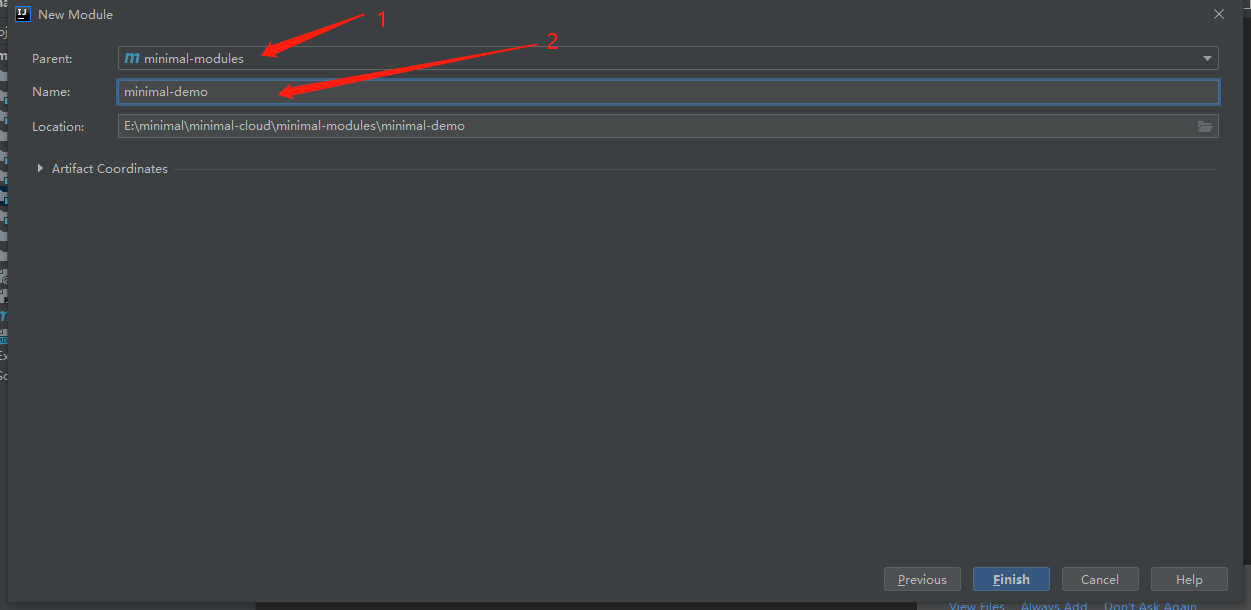 New Module
1
2
Parent: m minimal-modules
Name: minimal-demo
Location: E:\minimal\minimal-cloud\minimal-modules\minimal-demo
Artifact Coordinates
Previous Finish Cancel Help
View Files Always Add Don't Ask Again